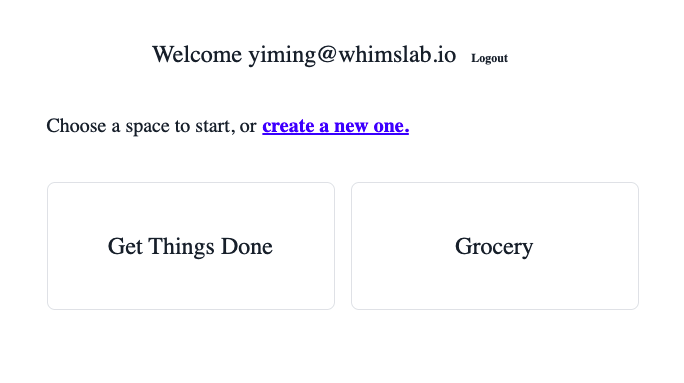 Welcome yiming@whimslab.io Logout
Choose a space to start, or create a new one.
Get Things Done
Grocery